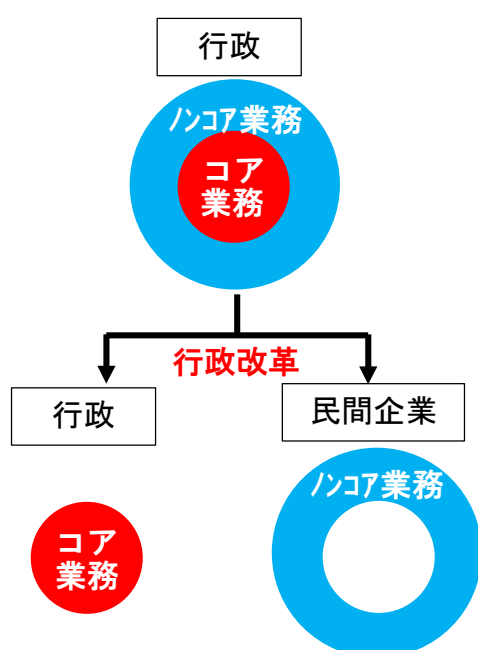 行政
ノンコア業務
コア
業務
行政改革
行政
民間企業
ノンコア業務
コア
業務